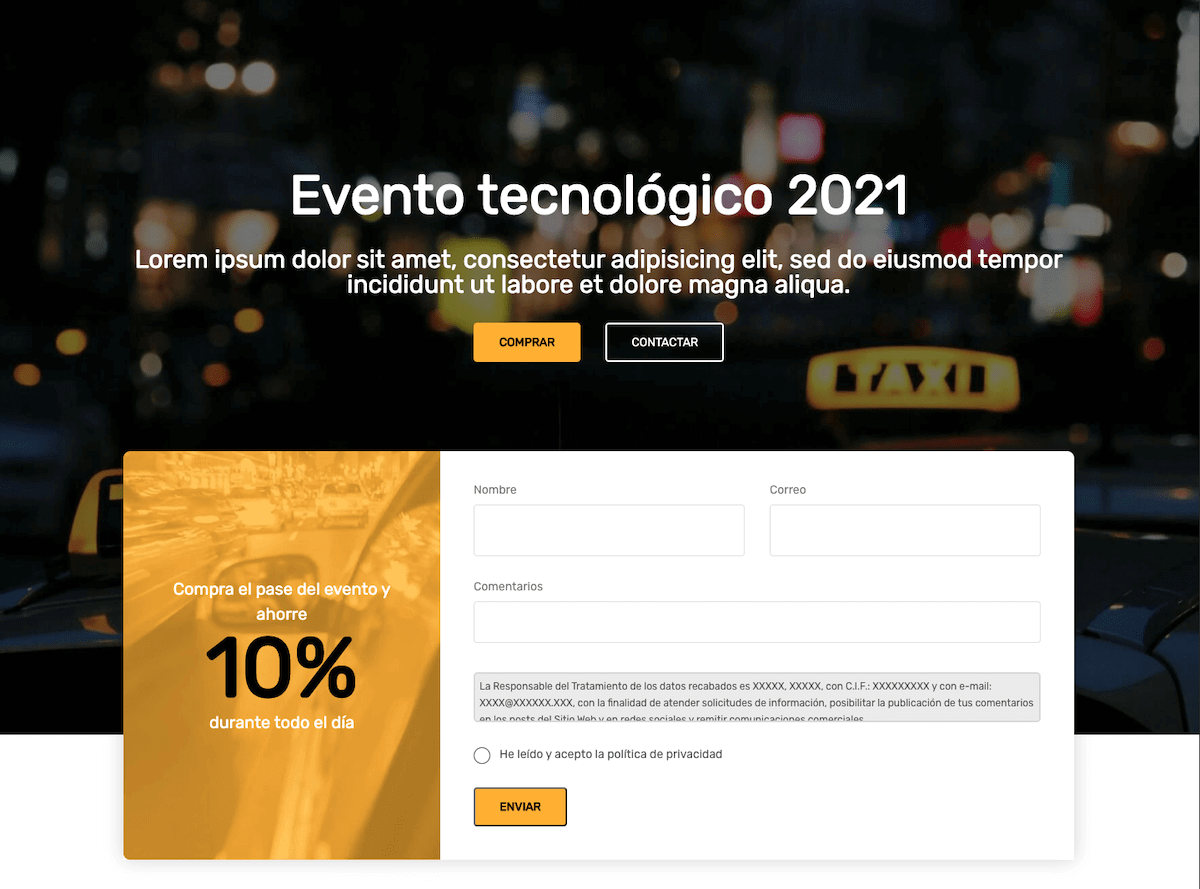 Evento tecnológico 2021
Lorem ipsum dolor sit amet, consectetur adipisicing elit, sed do eiusmod tempor
incididunt ut labore et dolore magna aliqua.
COMPRAR
CONTACTAR
TAXI
Compra el pase del evento y
ahorre
10%
durante todo el día
Nombre
Correo
Comentarios
La Responsable del Tratamiento de los datos recabados es XXXXX, XXXXX, con C.I.F.: XXXXXXXXX y con e-mail:
XXXX@XXXXXX.XXX, con la finalidad de atender solicitudes de información, posibilitar la publicación de tus comentarios
en los posts del Sitio Web y en redes sociales y remitir comunicaciones comerciales
He leído y acepto la política de privacidad
ENVIAR